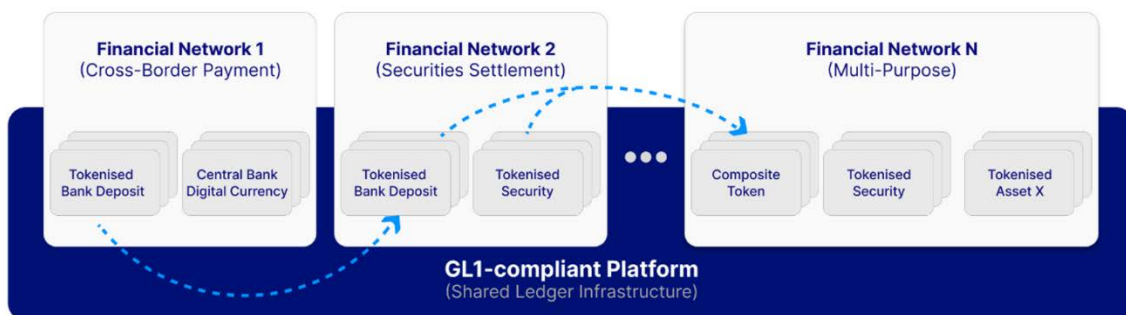 Financial Network 1
(Cross-Border Payment)
Tokenised
Bank Deposit
Central Bank
Digital Currency
Financial Network 2
(Securities Settlement)
Tokenised
Bank Deposit
Tokenised
Security
Financial Network N
(Multi-Purpose)
Composite
Token
Tokenised
Security
Tokenised
Asset X
GL1-compliant Platform
(Shared Ledger Infrastructure)